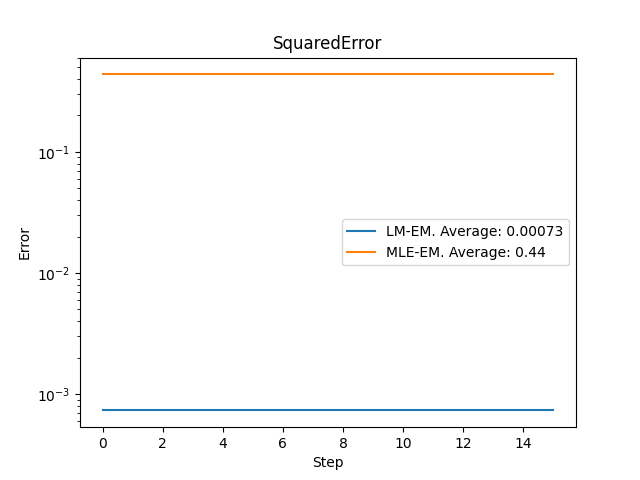 SquaredError
10⁻¹
10⁻²
10⁻³
Error
LM-EM. Average: 0.00073
MLE-EM. Average: 0.44
0 2 4 6 8 10 12 14
Step